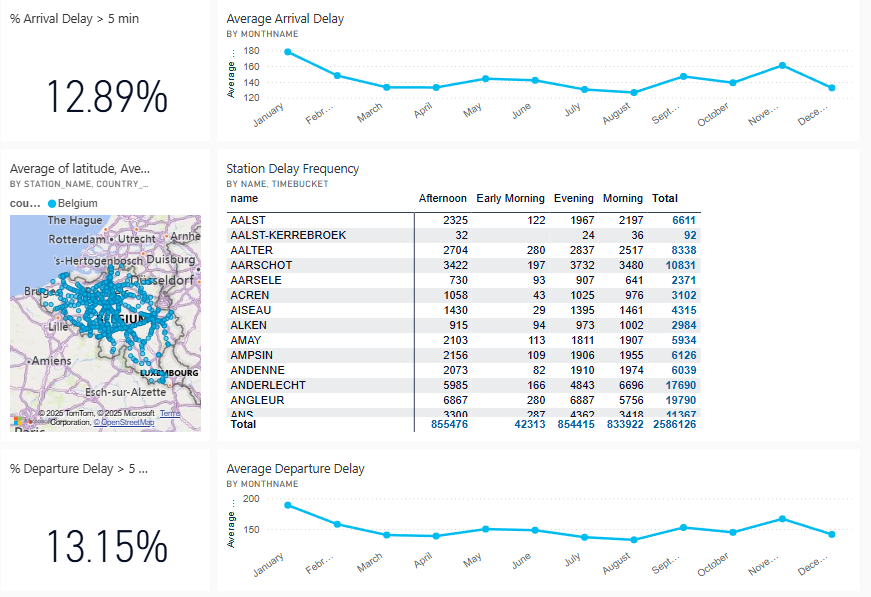 % Arrival Delay > 5 min
12.89%
Average Arrival Delay
BY MONTHNAME
Average ...
180
160
140
120
January
Febr...
March
April
May
June
July
August
Sept...
October
Nove...
Dece...
Average of latitude, Ave...
BY STATION_NAME, COUNTRY_...
cou... Belgium
The Hague
Rotterdam Utrecht Arnhe
's-Hertogenbosch Duisburg
Düsseldorf
Bruges
BELGIUM
Lille
Amiens
LUXEMBOURG
Esch-sur-Alzette
© 2025 TomTom, © 2025 Microsoft Terms
Corporation, © OpenStreetMap
Paris
Station Delay Frequency
BY NAME, TIMEBUCKET
name Afternoon Early Morning Evening Morning Total
AALST 2325 122 1967 2197 6611
AALST-KERREBROEK 32 24 36 92
AALTER 2704 280 2837 2517 8338
AARSCHOT 3422 197 3732 3480 10831
AARSELE 730 93 907 641 2371
ACREN 1058 43 1025 976 3102
AISEAU 1430 29 1395 1461 4315
ALKEN 915 94 973 1002 2984
AMAY 2103 113 1811 1907 5934
AMPSIN 2156 109 1906 1955 6126
ANDENNE 2073 82 1910 1974 6039
ANDERLECHT 5985 166 4843 6696 17690
ANGLEUR 6867 280 6887 5756 19790
ANS 3300 287 4362 3418 11367
Total 855476 42313 854415 833922 2586126
% Departure Delay > 5 ...
13.15%
Average Departure Delay
BY MONTHNAME
Average ...
200
150
January
Febr...
March
April
May
June
July
August
Sept...
October
Nove...
Dece...